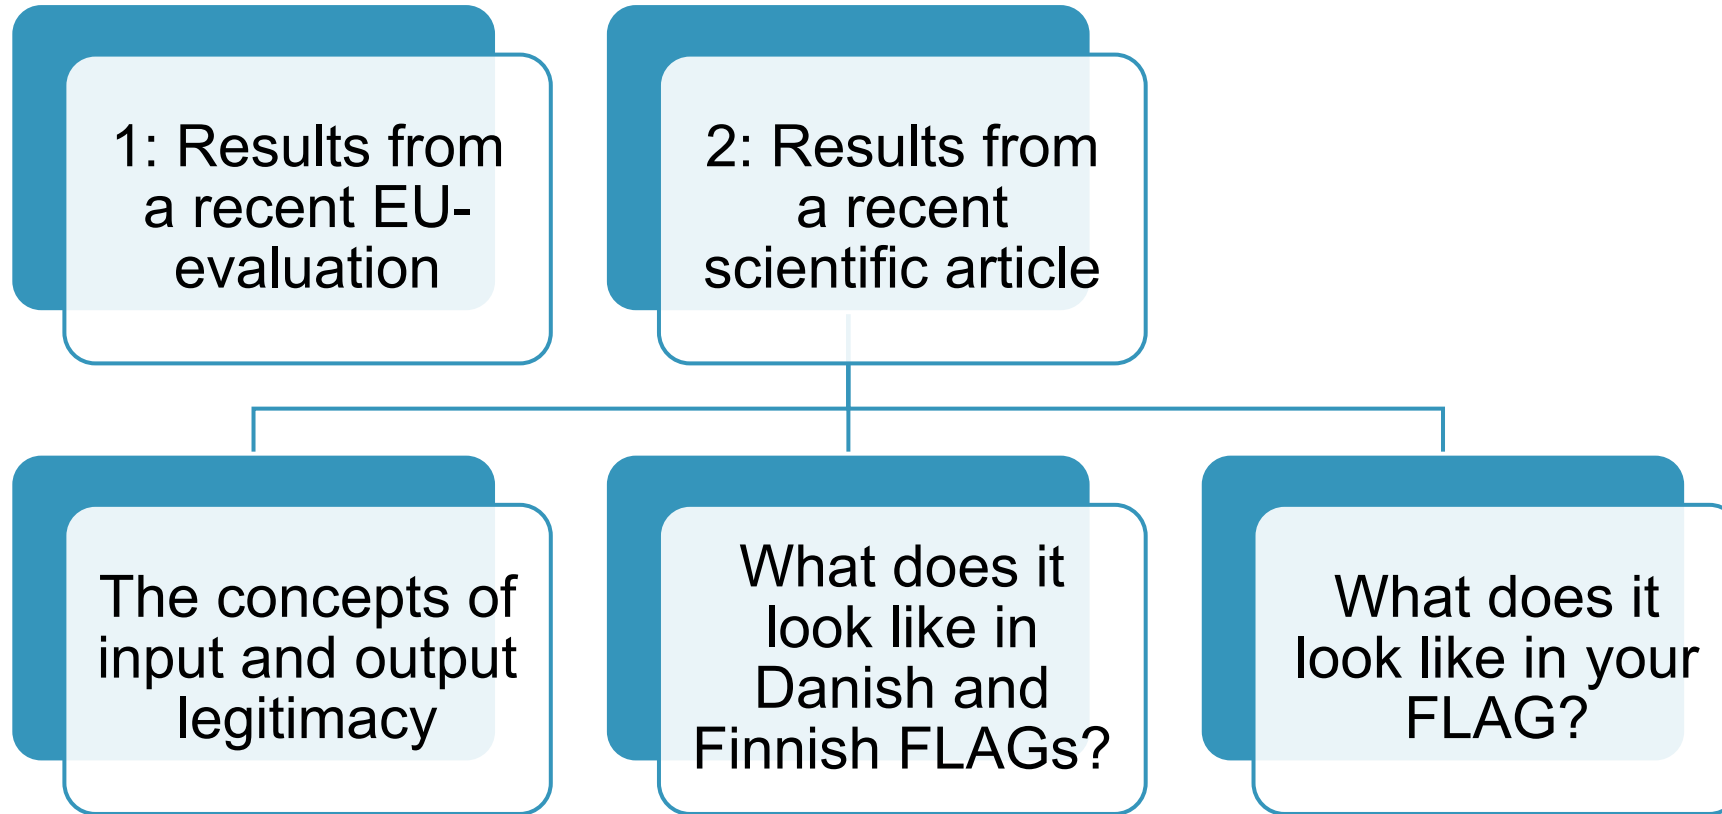 1: Results from
a recent EU-
evaluation
2: Results from
a recent
scientific article
The concepts of
input and output
legitimacy
What does it
look like in
Danish and
Finnish FLAGs?
What does it
look like in your
FLAG?